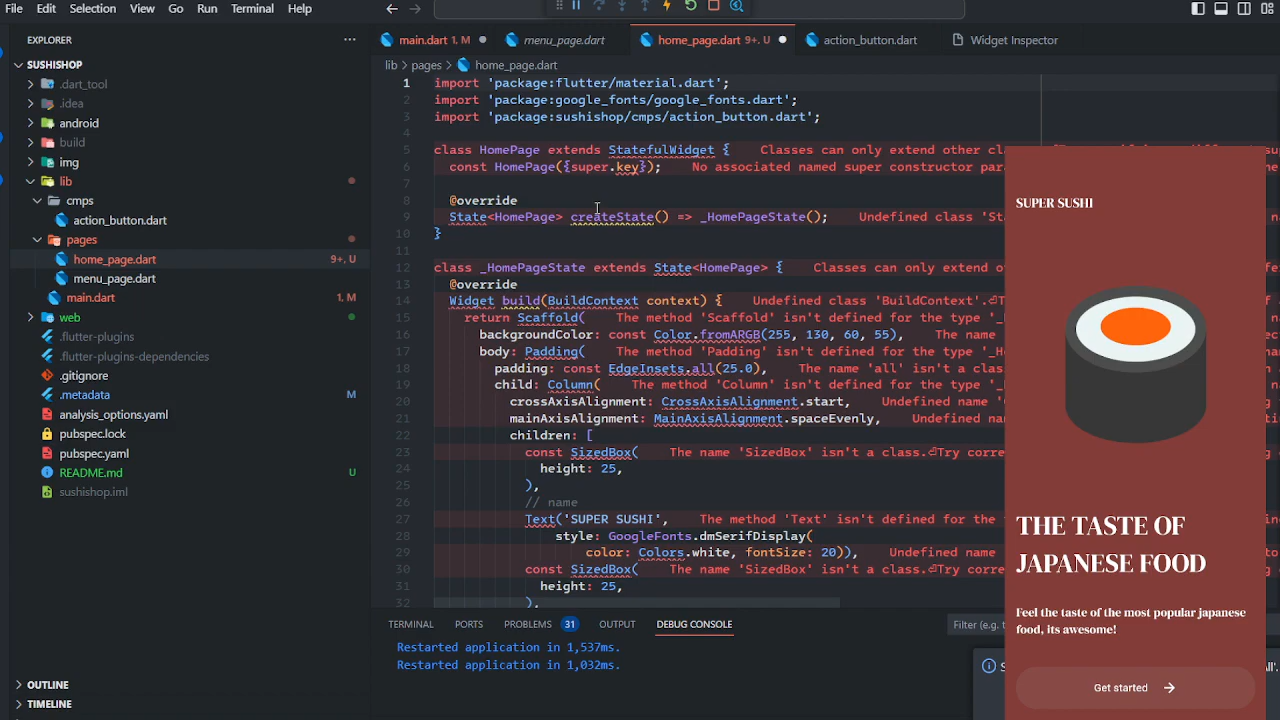 File Edit Selection View Go Run Terminal Help
EXPLORER
SUSHISHOP
.dart_tool
.idea
android
build
img
lib
cmps
action_button.dart
pages
home_page.dart 9+, U
menu_page.dart
main.dart 1, M
web
.flutter-plugins
.flutter-plugins-dependencies
.gitignore
.metadata M
analysis_options.yaml
pubspec.lock
pubspec.yaml
README.md U
sushishop.iml
OUTLINE
TIMELINE
main.dart 1, M
menu_page.dart
home_page.dart 9+, U
action_button.dart
Widget Inspector
lib > pages > home_page.dart
1 import 'package:flutter/material.dart';
2 import 'package:google_fonts/google_fonts.dart';
3 import 'package:sushishop/cmps/action_button.dart';
4
5 class HomePage extends StatefulWidget { Classes can only extend other cla
6 const HomePage({super.key}); No associated named super constructor para
7
8 @override
9 State<HomePage> createState() => _HomePageState(); Undefined class 'Sta
10 }
11
12 class _HomePageState extends State<HomePage> { Classes can only extend o
13 @override
14 Widget build(BuildContext context) { Undefined class 'BuildContext'.⏎T
15 return Scaffold( The method 'Scaffold' isn't defined for the type '_
16 backgroundColor: const Color.fromARGB(255, 130, 60, 55), The name
17 body: Padding( The method 'Padding' isn't defined for the type '_H
18 padding: const EdgeInsets.all(25.0), The name 'all' isn't a clas
19 child: Column( The method 'Column' isn't defined for the type '_
20 crossAxisAlignment: CrossAxisAlignment.start, Undefined name '
21 mainAxisAlignment: MainAxisAlignment.spaceEvenly, Undefined na
22 children: [
23 const SizedBox( The name 'SizedBox' isn't a class.⏎Try corre
24 height: 25,
25 ),
26 // name
27 Text('SUPER SUSHI', The method 'Text' isn't defined for the
28 style: GoogleFonts.dmSerifDisplay(
29 color: Colors.white, fontSize: 20)), Undefined name
30 const SizedBox( The name 'SizedBox' isn't a class.⏎Try corre
31 height: 25,
32 ),
TERMINAL PORTS PROBLEMS 31 OUTPUT DEBUG CONSOLE
Filter (e.g. t
Restarted application in 1,537ms.
Restarted application in 1,032ms.
SUPER SUSHI
THE TASTE OF
JAPANESE FOOD
Feel the taste of the most popular japanese
food, its awesome!
Get started